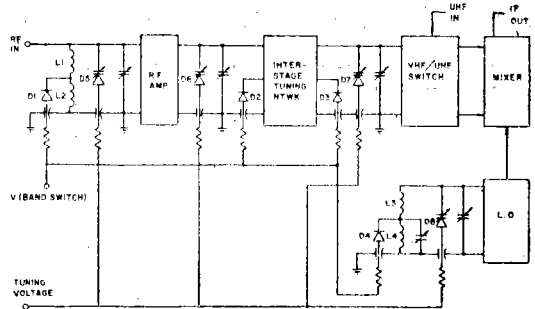 UHF IN
IF OUT
RF IN
L1
L2
D1
D5
R.F AMP
D6
D2
INTER-
STAGE
TUNING
NTWK
D3
D7
VHF/UHF
SWITCH
MIXER
V (BAND SWITCH)
L3
L4
D4
D8
L.O
TUNING
VOLTAGE